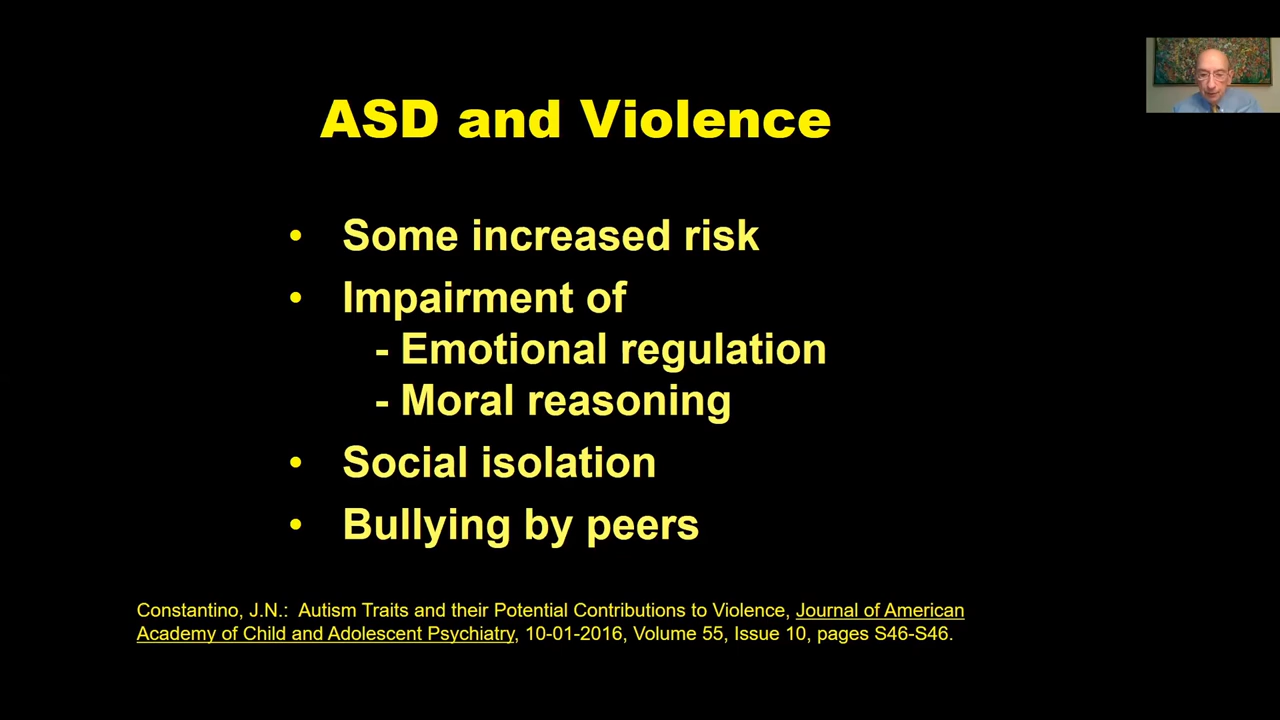 ASD and Violence
• Some increased risk
• Impairment of
- Emotional regulation
- Moral reasoning
• Social isolation
• Bullying by peers
Constantino, J.N.: Autism Traits and their Potential Contributions to Violence, Journal of American
Academy of Child and Adolescent Psychiatry, 10-01-2016, Volume 55, Issue 10, pages S46-S46.